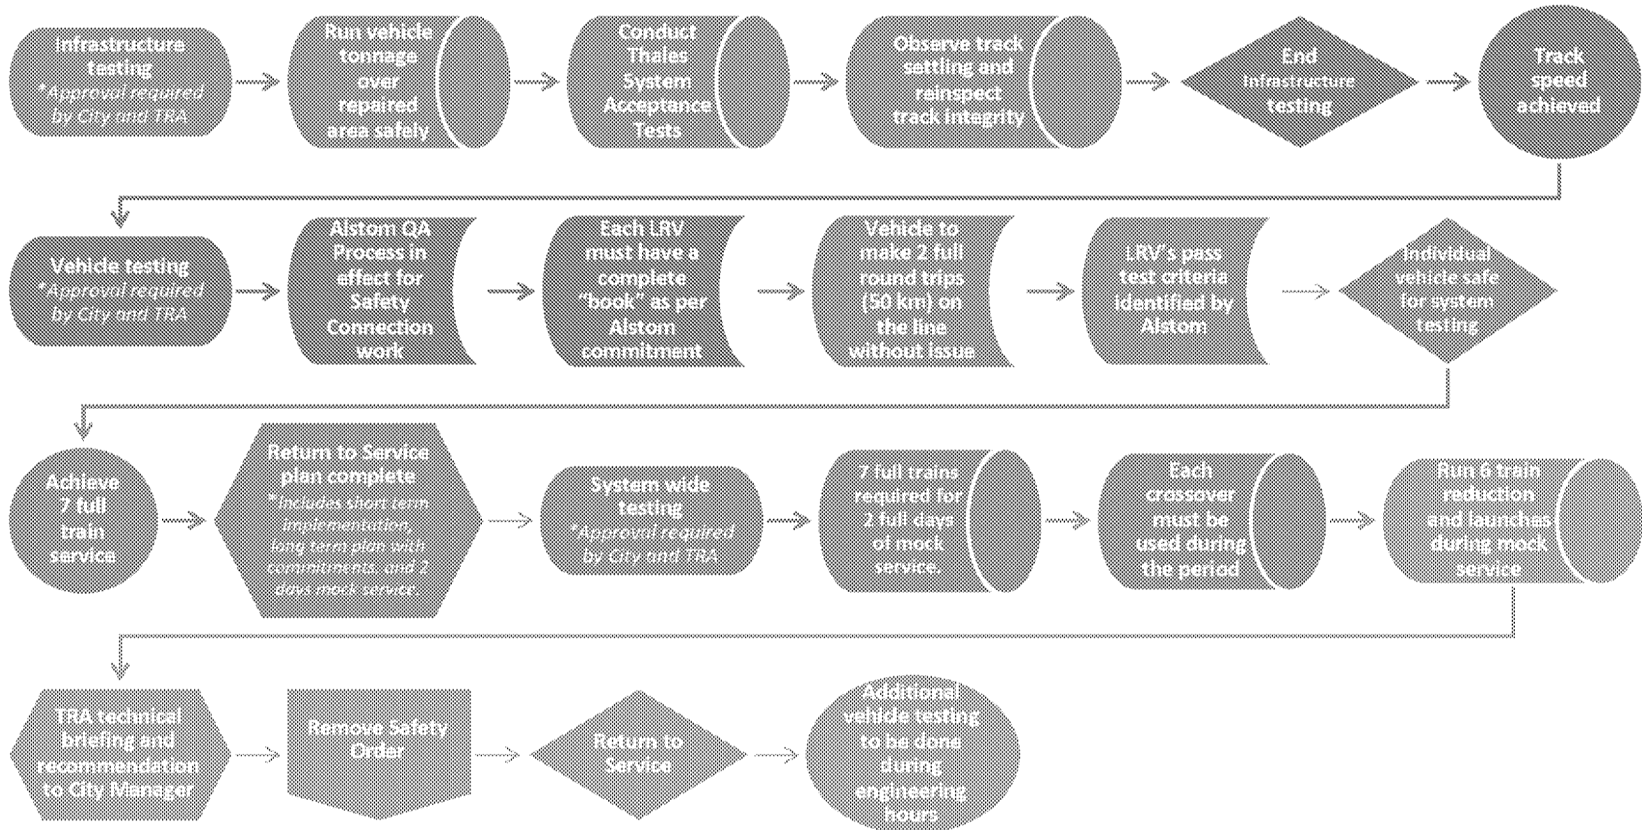 Infrastructure
testing
*Approval required
by City and TRA
Run vehicle
tonnage
over
repaired
area safely
Conduct
Thales
System
Acceptance
Tests
Observe track
settling and
reinspect
track integrity
End
Infrastructure
testing
Track
speed
achieved
Vehicle testing
*Approval required
by City and TRA
Alstom QA
Process in
effect for
Safety
Connection
work
Each LRV
must have a
complete
“book” as per
Alstom
commitment
Vehicle to
make 2 full
round trips
(50 km) on
the line
without issue
LRV's pass
test criteria
identified by
Alstom
Individual
vehicle safe
for system
testing
Achieve
7 full
train
service
Return to Service
plan complete
*Includes short term
implementation,
long term plan with
commitments, and 2
days mock service.
System wide
testing
*Approval required
by City and TRA
7 full trains
required for
2 full days
of mock
service.
Each
crossover
must be
used during
the period
Run 6 train
reduction
and launches
during mock
service
TRA technical
briefing and
recommendation
to City Manager
Remove Safety
Order
Return to
Service
Additional
vehicle testing
to be done
during
engineering
hours